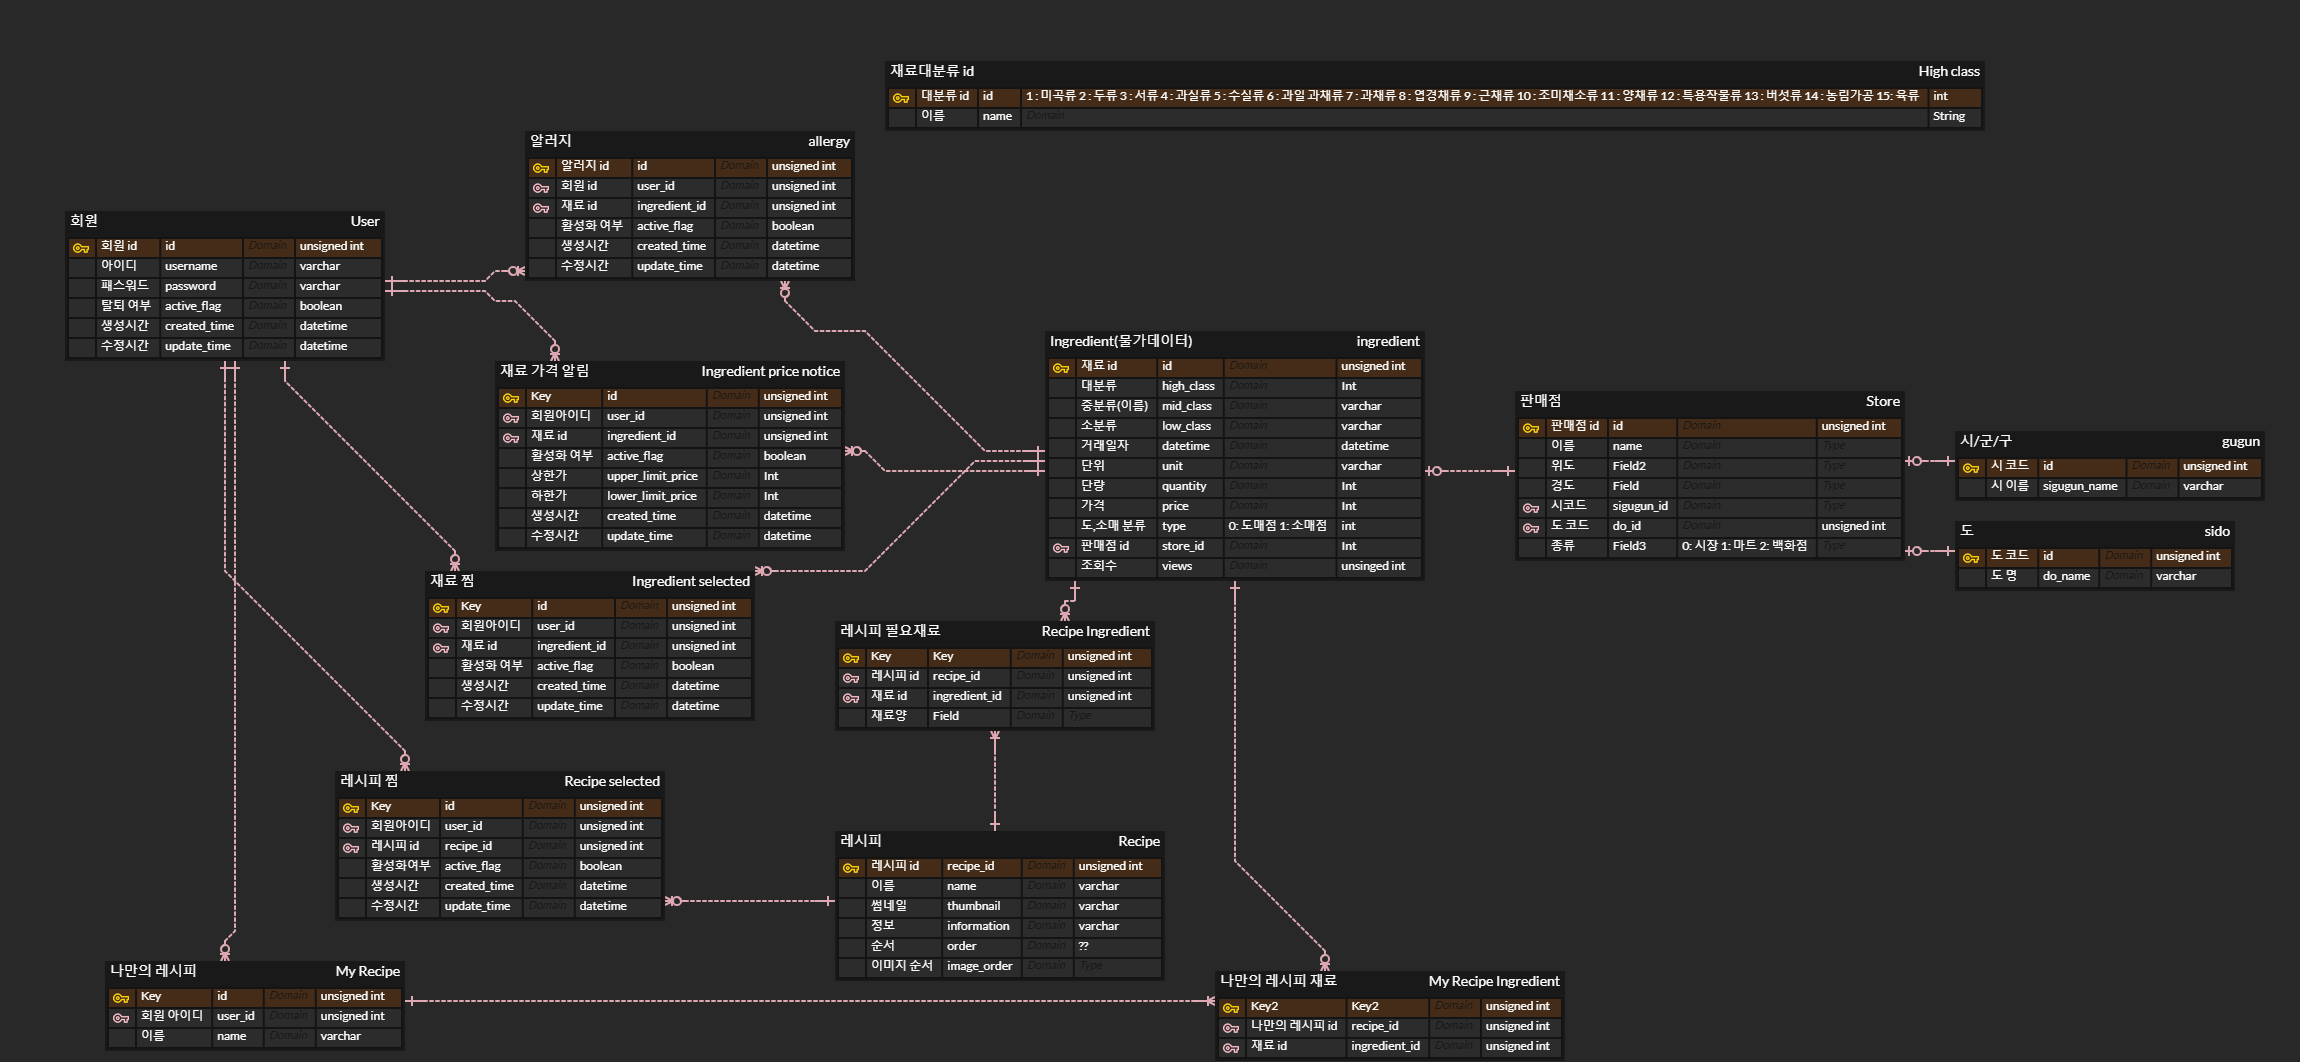 재료대분류 id High class
대분류 id id 1 : 미곡류 2 : 두류 3 : 서류 4 : 과실류 5 : 수실류 6 : 과일 과채류 7 : 과채류 8 : 엽경채류 9 : 근채류 10 : 조미채소류 11 : 양채류 12 : 특용작물류 13 : 버섯류 14 : 농림가공 15: 육류 int
이름 name Domain String
알러지 allergy
알러지 id id Domain unsigned int
회원 id user_id Domain unsigned int
재료 id ingredient_id Domain unsigned int
활성화 여부 active_flag Domain boolean
생성시간 created_time Domain datetime
수정시간 update_time Domain datetime
회원 User
회원 id id Domain unsigned int
아이디 username Domain varchar
패스워드 password Domain varchar
탈퇴 여부 active_flag Domain boolean
생성시간 created_time Domain datetime
수정시간 update_time Domain datetime
재료 가격 알림 Ingredient price notice
Key id Domain unsigned int
회원아이디 user_id Domain unsigned int
재료 id ingredient_id Domain unsigned int
활성화 여부 active_flag Domain boolean
상한가 upper_limit_price Domain Int
하한가 lower_limit_price Domain Int
생성시간 created_time Domain datetime
수정시간 update_time Domain datetime
Ingredient(물가데이터) ingredient
재료 id id Domain unsigned int
대분류 high_class Domain Int
중분류(이름) mid_class Domain varchar
소분류 low_class Domain varchar
거래일자 datetime Domain datetime
단위 unit Domain varchar
단량 quantity Domain Int
가격 price Domain Int
도,소매 분류 type 0: 도매점 1: 소매점 int
판매점 id store_id Domain Int
조회수 views Domain unsinged int
판매점 Store
판매점 id id Domain unsigned int
이름 name Domain Type
위도 Field2 Domain Type
경도 Field Domain Type
시코드 sigugun_id Domain Type
도 코드 do_id Domain unsigned int
종류 Field3 0: 시장 1: 마트 2: 백화점 Type
시/군/구 gugun
시 코드 id Domain unsigned int
시 이름 sigugun_name Domain varchar
도 sido
도 코드 id Domain unsigned int
도 명 do_name Domain varchar
재료 찜 Ingredient selected
Key id Domain unsigned int
회원아이디 user_id Domain unsigned int
재료 id ingredient_id Domain unsigned int
활성화 여부 active_flag Domain boolean
생성시간 created_time Domain datetime
수정시간 update_time Domain datetime
레시피 필요재료 Recipe Ingredient
Key Key Domain unsigned int
레시피 id recipe_id Domain unsigned int
재료 id ingredient_id Domain unsigned int
재료양 Field Domain Type
레시피 찜 Recipe selected
Key id Domain unsigned int
회원아이디 user_id Domain unsigned int
레시피 id recipe_id Domain unsigned int
활성화여부 active_flag Domain boolean
생성시간 created_time Domain datetime
수정시간 update_time Domain datetime
레시피 Recipe
레시피 id recipe_id Domain unsigned int
이름 name Domain varchar
썸네일 thumbnail Domain varchar
정보 information Domain varchar
순서 order Domain ??
이미지 순서 image_order Domain Type
나만의 레시피 My Recipe
Key id Domain unsigned int
회원 아이디 user_id Domain unsigned int
이름 name Domain varchar
나만의 레시피 재료 My Recipe Ingredient
Key2 Key2 Domain unsigned int
나만의 레시피 id recipe_id Domain unsigned int
재료 id ingredient_id Domain unsigned int